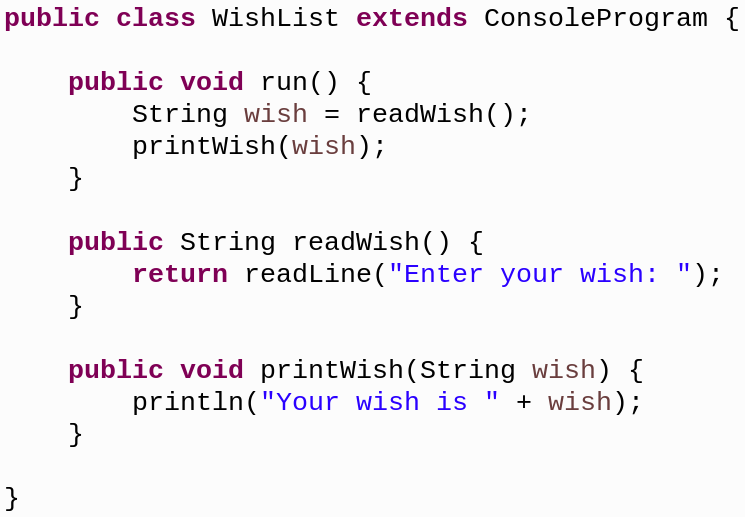 public class WishList extends ConsoleProgram {
    public void run() {
        String wish = readWish();
        printWish(wish);
    }
    public String readWish() {
        return readLine("Enter your wish: ");
    }
    public void printWish(String wish) {
        println("Your wish is " + wish);
    }
}